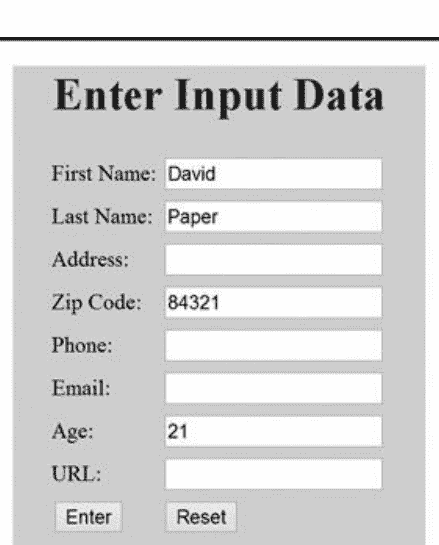 Enter Input Data
First Name: David
Last Name: Paper
Address:
Zip Code: 84321
Phone:
Email:
Age: 21
URL:
Enter Reset